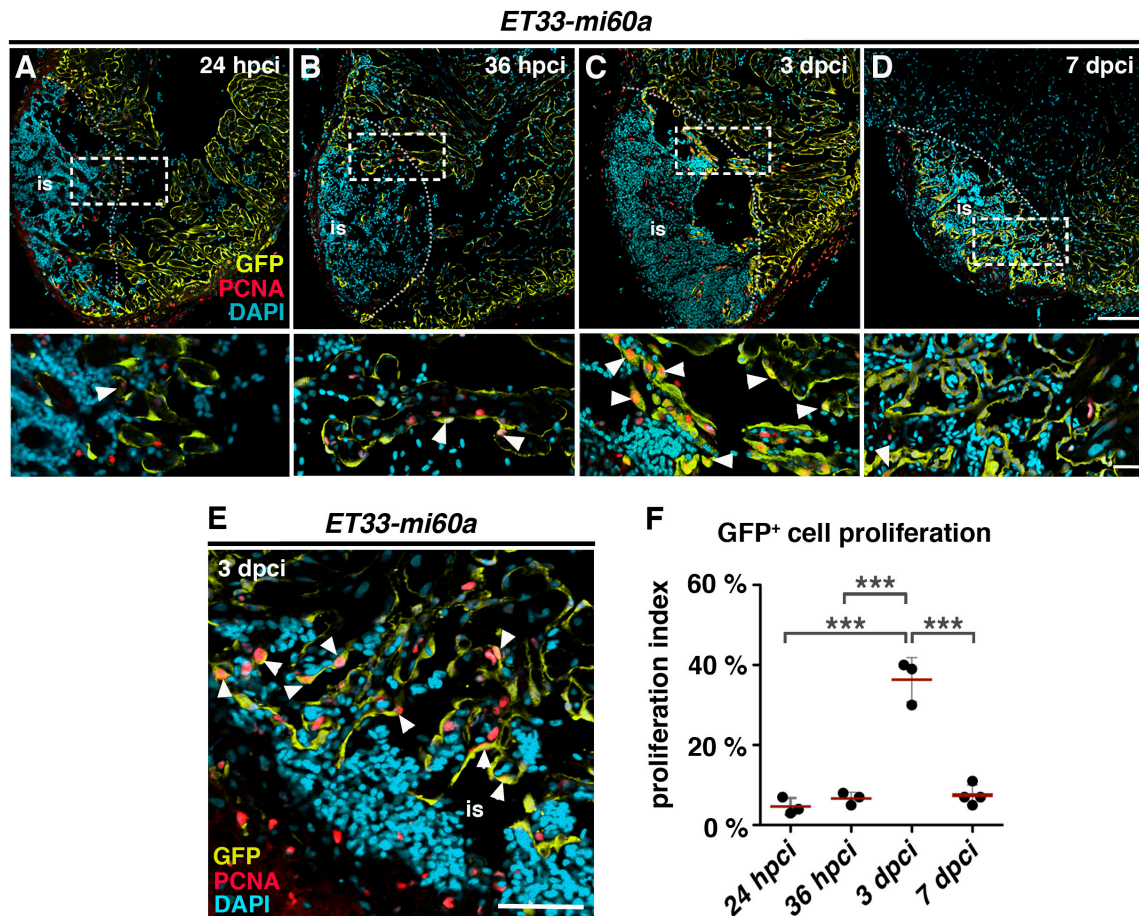 ET33-mi60a
A 24 hpci
B 36 hpci
C 3 dpci
D 7 dpci
is
is
is
is
GFP
PCNA
DAPI
E ET33-mi60a
3 dpci
is
GFP
PCNA
DAPI
F GFP+ cell proliferation
proliferation index
60 %
40 %
20 %
0 %
***
***
***
24 hpci
36 hpci
3 dpci
7 dpci